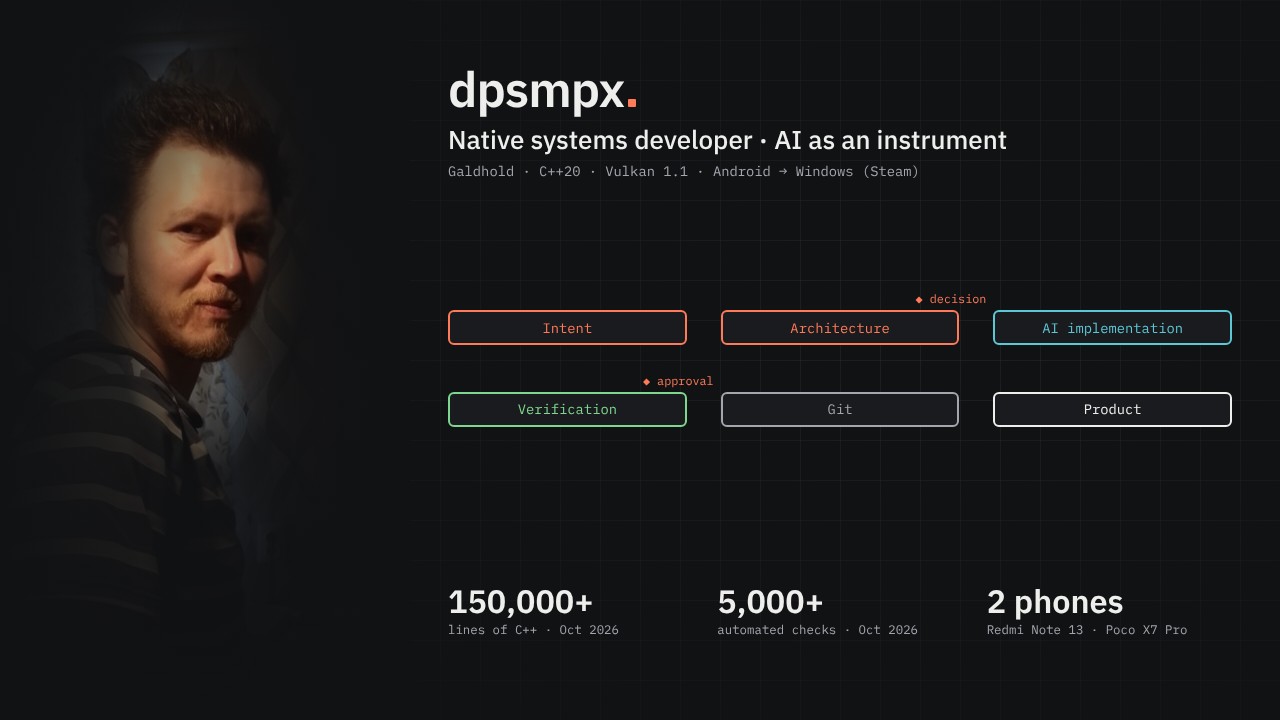 dpsmpx.
Native systems developer · AI as an instrument
Galdhold · C++20 · Vulkan 1.1 · Android → Windows (Steam)
◆ decision
Intent
Architecture
AI implementation
◆ approval
Verification
Git
Product
150,000+
lines of C++ · Oct 2026
5,000+
automated checks · Oct 2026
2 phones
Redmi Note 13 · Poco X7 Pro